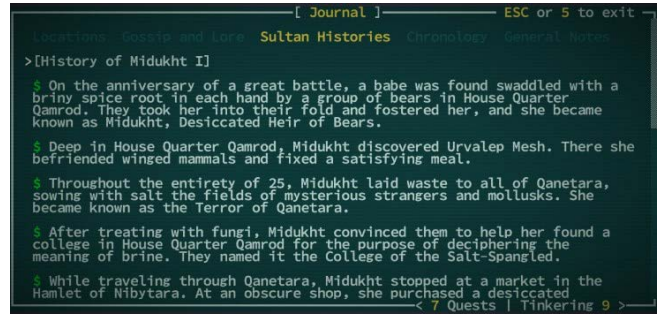 [ Journal ] ESC or 5 to exit
Locations Gossip and Lore Sultan Histories Chronology General Notes
>[History of Midukht I]
$ On the anniversary of a great battle, a babe was found swaddled with a
briny spice root in each hand by a group of bears in House Quarter
Qamrod. They took her into their fold and fostered her, and she became
known as Midukht, Desiccated Heir of Bears.
$ Deep in House Quarter Qamrod, Midukht discovered Urvalep Mesh. There she
befriended winged mammals and fixed a satisfying meal.
$ Throughout the entirety of 25, Midukht laid waste to all of Qanetara,
sowing with salt the fields of mysterious strangers and mollusks. She
became known as the Terror of Qanetara.
$ After treating with fungi, Midukht convinced them to help her found a
college in House Quarter Qamrod for the purpose of deciphering the
meaning of brine. They named it the College of the Salt-Spangled.
$ While traveling through Qanetara, Midukht stopped at a market in the
Hamlet of Nibytara. At an obscure shop, she purchased a desiccated
< 7 Quests | Tinkering 9 >